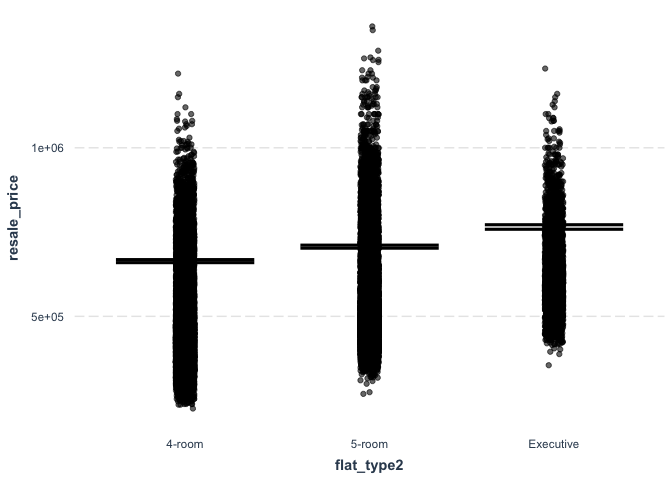 resale_price
1e+06
5e+05
4-room
5-room
Executive
flat_type2